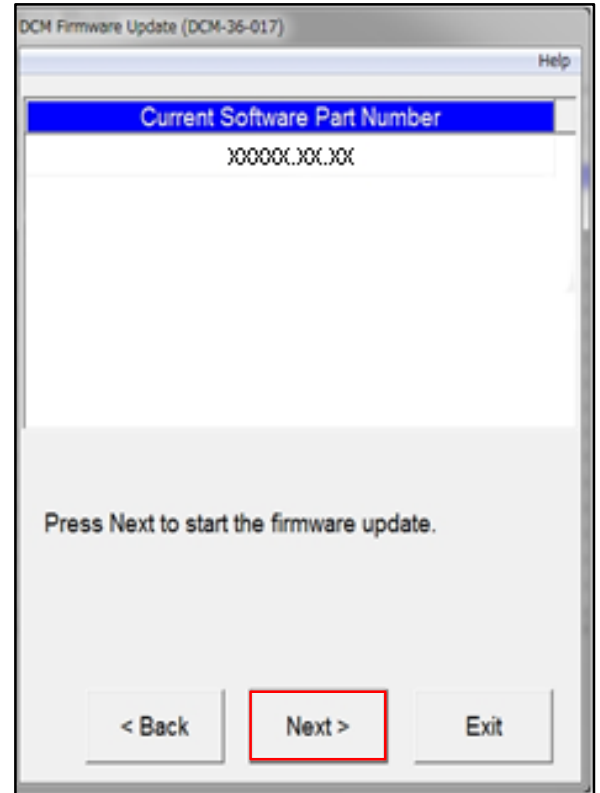 DCM Firmware Update (DCM-36-017)
Help
Current Software Part Number
XXXXX.XX.XX
Press Next to start the firmware update.
< Back
Next >
Exit